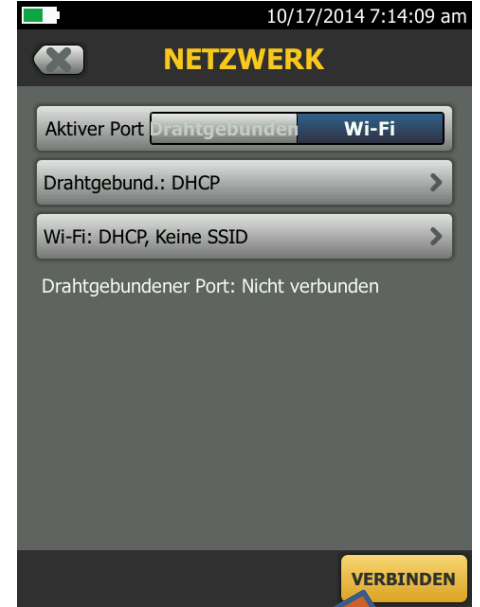 10/17/2014 7:14:09 am
NETZWERK
Aktiver Port Drahtgebunden Wi-Fi
Drahtgebund.: DHCP
Wi-Fi: DHCP, Keine SSID
Drahtgebundener Port: Nicht verbunden
VERBINDEN